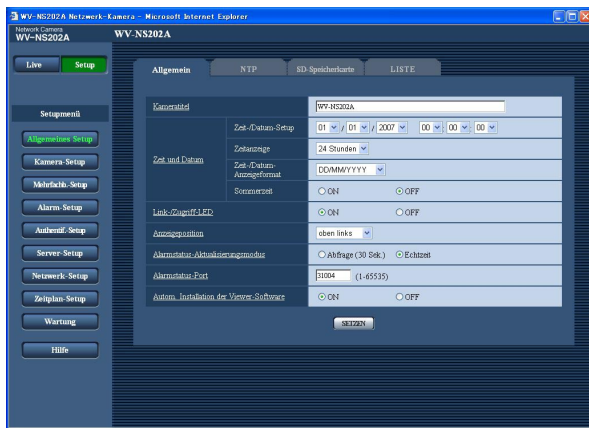 WV-NS202A Netzwerk-Kamera - Microsoft Internet Explorer
Network Camera
WV-NS202A
WV-NS202A
Live Setup
Allgemein NTP SD-Speicherkarte LISTE
Setupmenü
Allgemeines Setup
Kamera-Setup
Mehrfachb.-Setup
Alarm-Setup
Authentif.-Setup
Server-Setup
Netzwerk-Setup
Zeitplan-Setup
Wartung
Hilfe
Kameratitel WV-NS202A
Zeit und Datum
Zeit-/Datum-Setup 01 / 01 / 2007 00 : 00 : 00
Zeitanzeige 24 Stunden
Zeit-/Datum-
Anzeigeformat DD/MM/YYYY
Sommerzeit ON OFF
Link-/Zugriff-LED ON OFF
Anzeigeposition oben links
Alarmstatus-Aktualisierungsmodus Abfrage (30 Sek.) Echtzeit
Alarmstatus-Port 31004 (1-65535)
Autom. Installation der Viewer-Software ON OFF
SETZEN